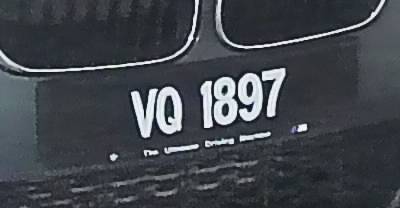 VQ 1897
The Ultimate Driving Machine